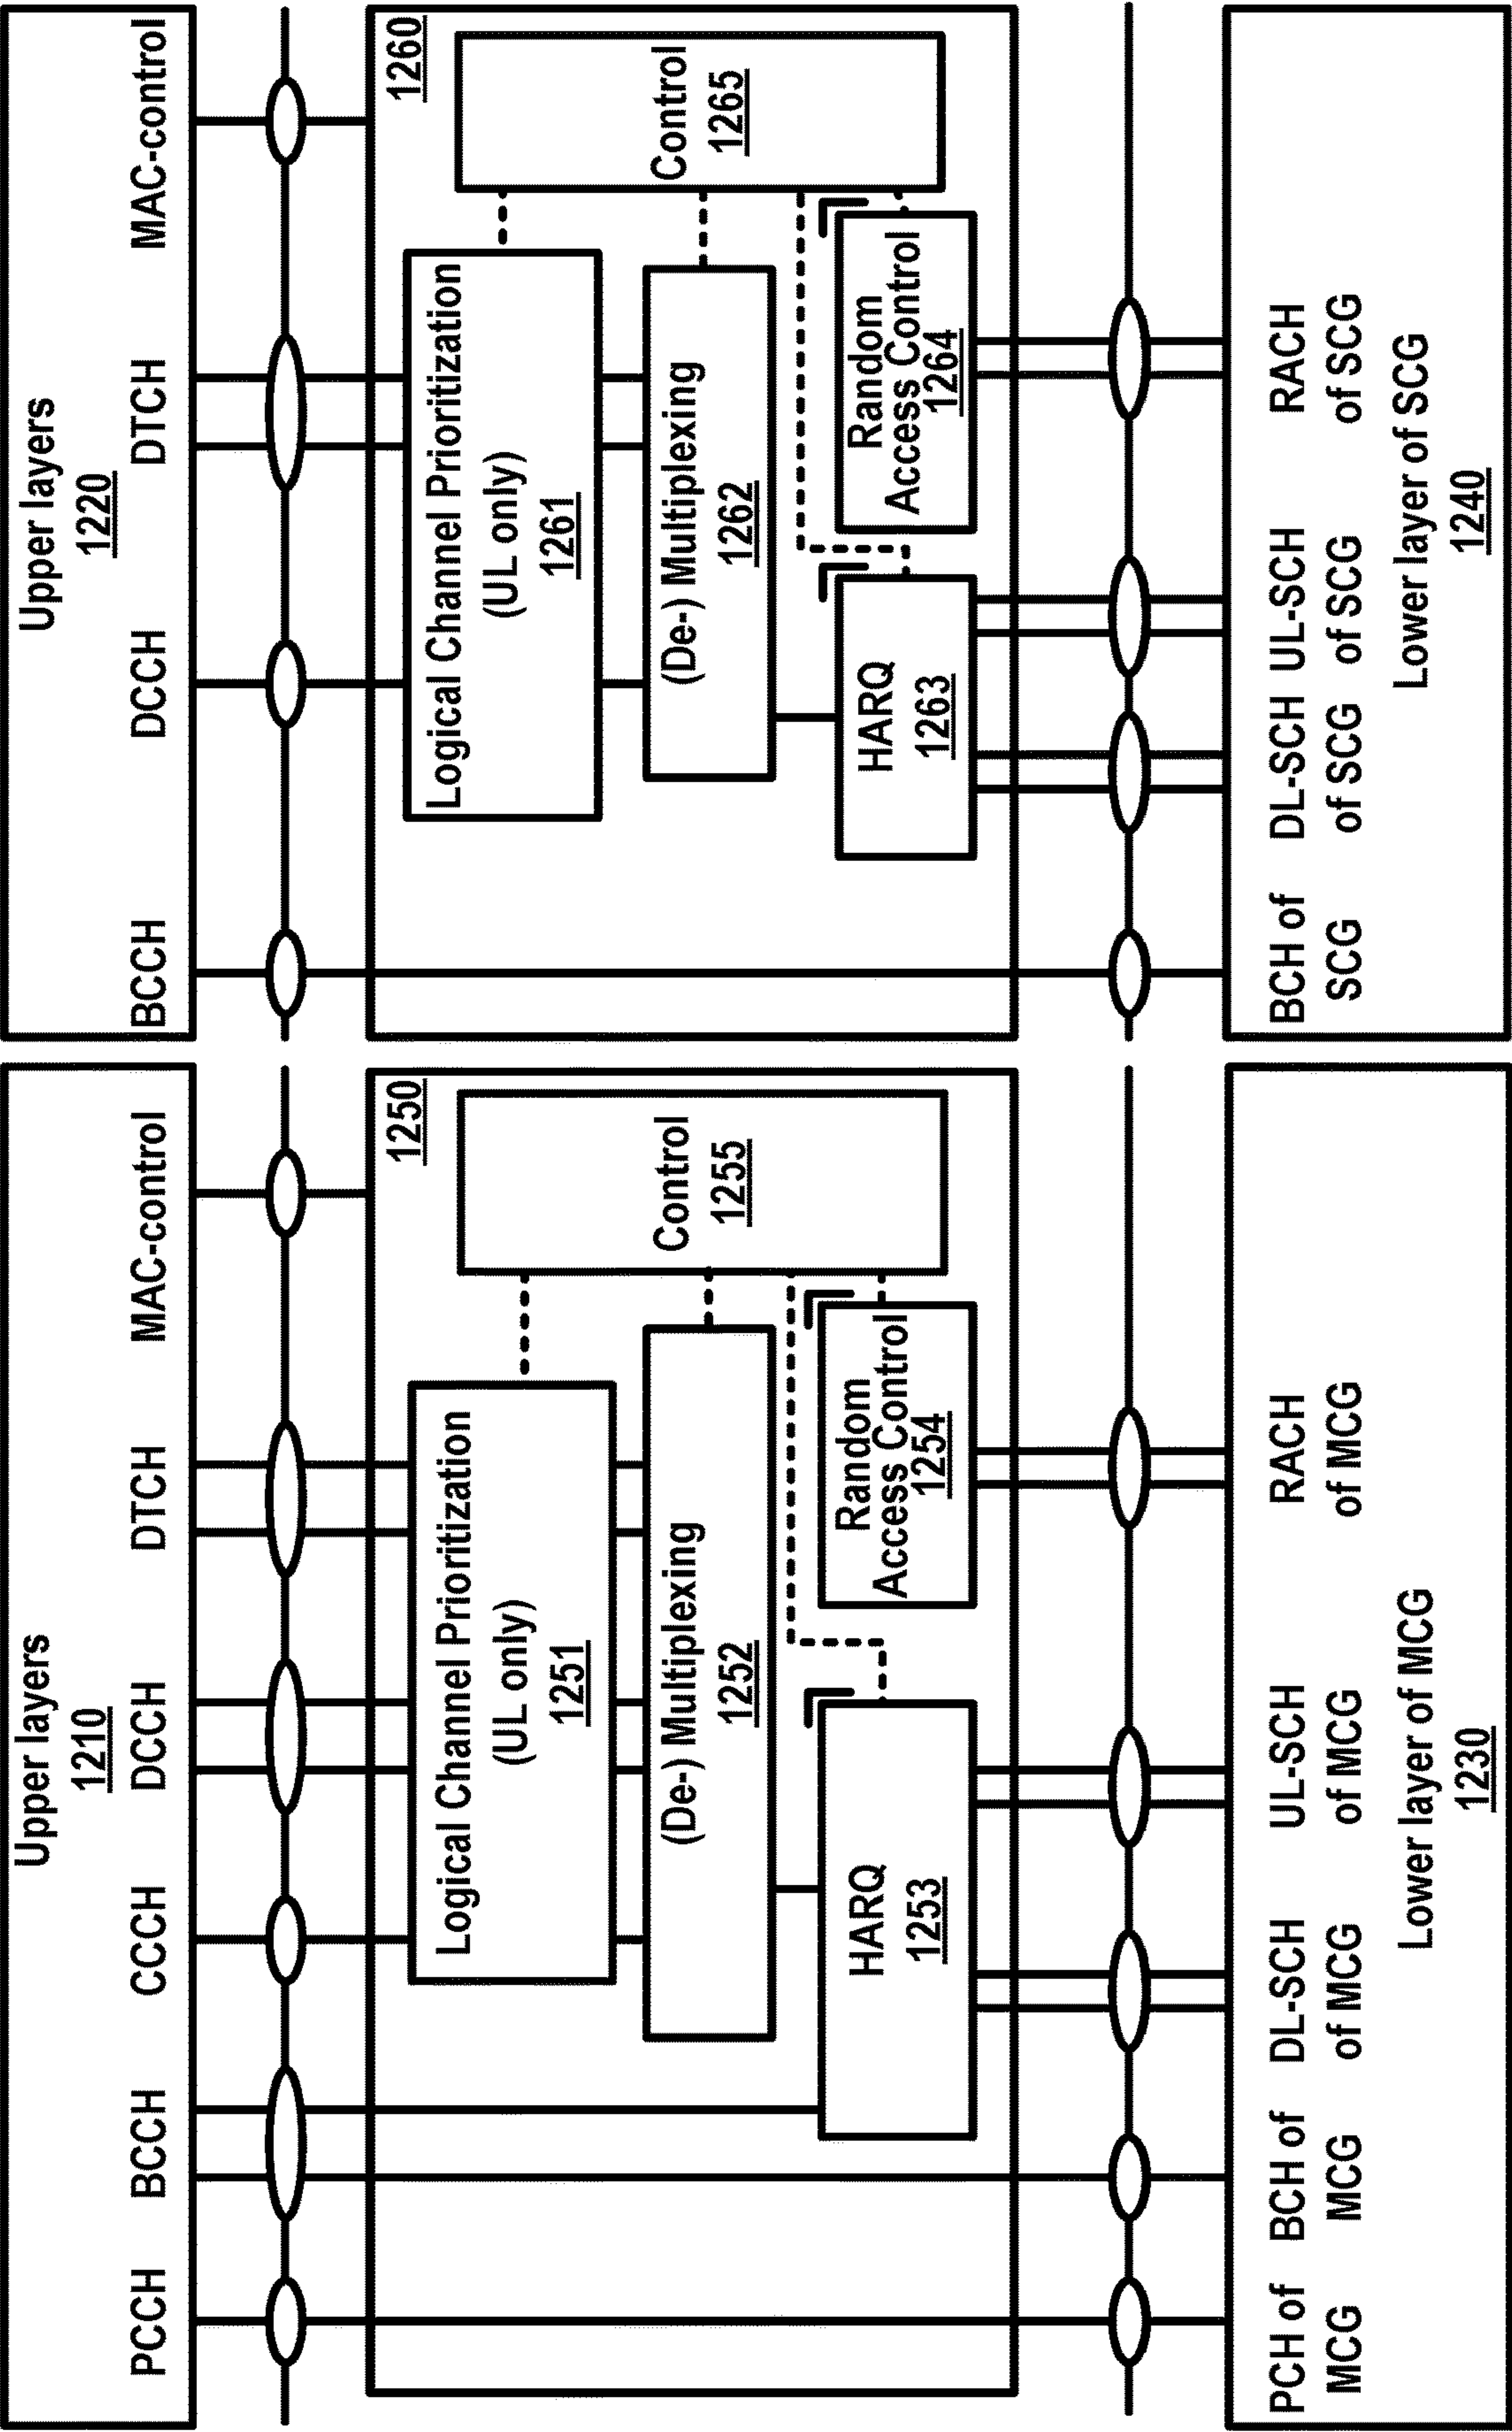 Upper layers
1210
PCCH BCCH CCCH DCCH DTCH MAC-control
1250
Logical Channel Prioritization
(UL only)
1251
(De-) Multiplexing
1252
HARQ
1253
Random
Access Control
1254
Control
1255
PCH of
MCG
BCH of
MCG
DL-SCH
of MCG
UL-SCH
of MCG
RACH
of MCG
Lower layer of MCG
1230
Upper layers
1220
BCCH DCCH DTCH MAC-control
1260
Logical Channel Prioritization
(UL only)
1261
(De-) Multiplexing
1262
HARQ
1263
Random
Access Control
1264
Control
1265
BCH of
SCG
DL-SCH
of SCG
UL-SCH
of SCG
RACH
of SCG
Lower layer of SCG
1240